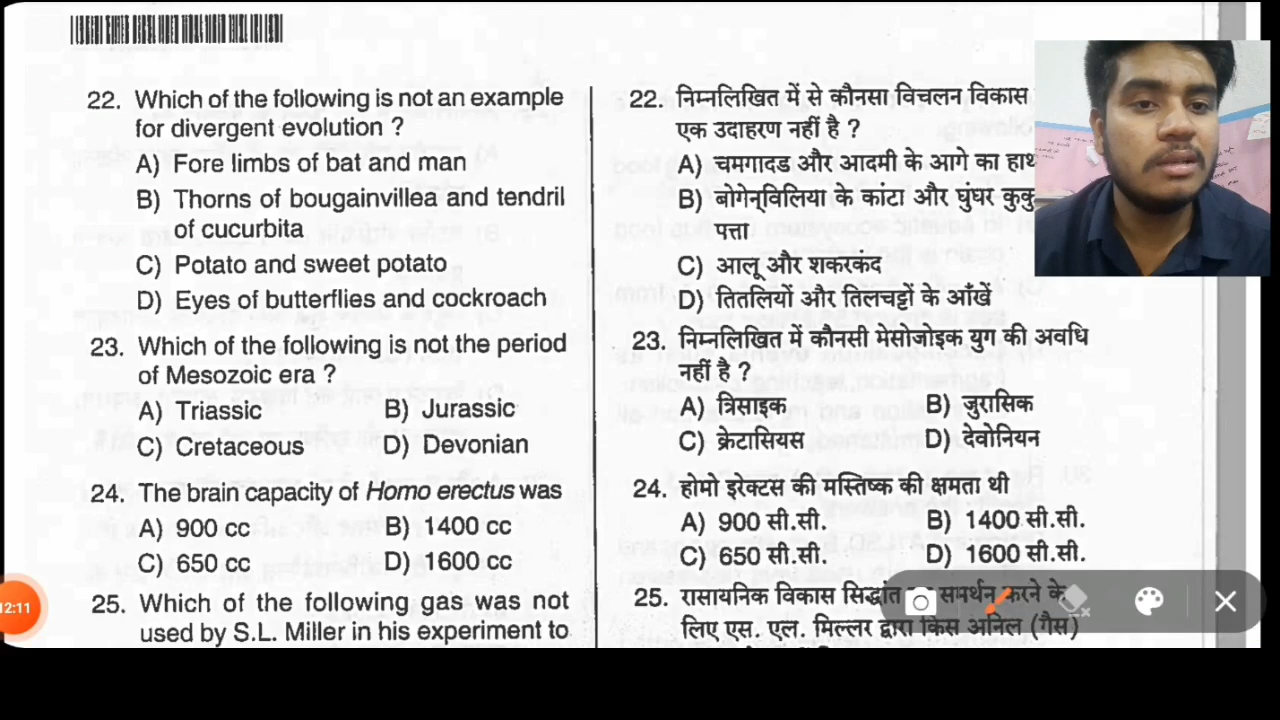 22. Which of the following is not an example
for divergent evolution ?
A) Fore limbs of bat and man
B) Thorns of bougainvillea and tendril
of cucurbita
C) Potato and sweet potato
D) Eyes of butterflies and cockroach
23. Which of the following is not the period
of Mesozoic era ?
A) Triassic B) Jurassic
C) Cretaceous D) Devonian
24. The brain capacity of Homo erectus was
A) 900 cc B) 1400 cc
C) 650 cc D) 1600 cc
25. Which of the following gas was not
used by S.L. Miller in his experiment to
22. निम्नलिखित में से कौनसा विचलन विकास
एक उदाहरण नहीं है ?
A) चमगादड और आदमी के आगे का हाथ
B) बोगेन्विलिया के कांटा और घुंघर कुकु
पत्ता
C) आलू और शकरकंद
D) तितलियों और तिलचट्टों के आँखें
23. निम्नलिखित में कौनसी मेसोजोइक युग की अवधि
नहीं है ?
A) त्रियाइक B) जुरासिक
C) क्रेटासियस D) देवोनियन
24. होमो इरेक्टस की मस्तिष्क की क्षमता थी
A) 900 सी.सी. B) 1400 सी.सी.
C) 650 सी.सी. D) 1600 सी.सी.
25. रासायनिक विकास सिद्धांत समर्थन करने के
लिए एस. एल. मिल्लर द्वारा किस अनिल (गैस)
12:11